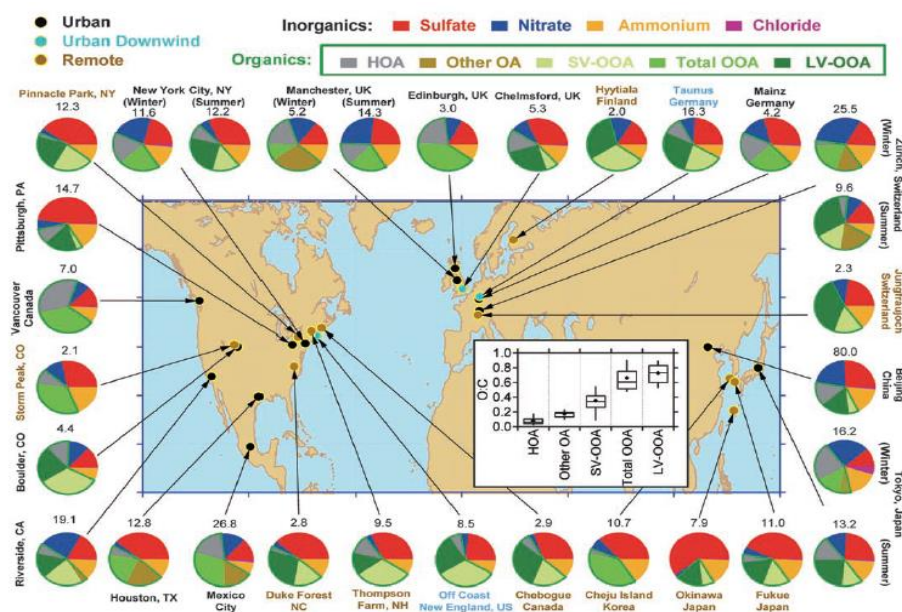 Urban
Urban Downwind
Remote
Inorganics: Sulfate Nitrate Ammonium Chloride
Organics: HOA Other OA SV-OOA Total OOA LV-OOA
Pinnacle Park, NY
12.3
New York City, NY
(Winter) (Summer)
11.6 12.2
Manchester, UK
(Winter) (Summer)
5.2 14.3
Edinburgh, UK
3.0
Chelmsford, UK
5.3
Hyytiala
Finland
2.0
Taunus
Germany
16.3
Mainz
Germany
4.2
25.5
(Winter)
Zurich, Switzerland
9.6
(Summer)
Pittsburgh, PA
14.7
Vancouver
Canada
7.0
Storm Peak, CO
2.1
Boulder, CO
4.4
Riverside, CA
19.1
2.3
Jungfraujoch
Switzerland
80.0
Beijing
China
16.2
(Winter)
Tokyo, Japan
13.2
(Summer)
O:C
1.0
0.8
0.6
0.4
0.2
0.0
HOA
Other OA
SV-OOA
Total OOA
LV-OOA
12.8
Houston, TX
26.8
Mexico
City
2.8
Duke Forest
NC
9.5
Thompson
Farm, NH
8.5
Off Coast
New England, US
2.9
Chebogue
Canada
10.7
Cheju Island
Korea
7.9
Okinawa
Japan
11.0
Fukue
Japan